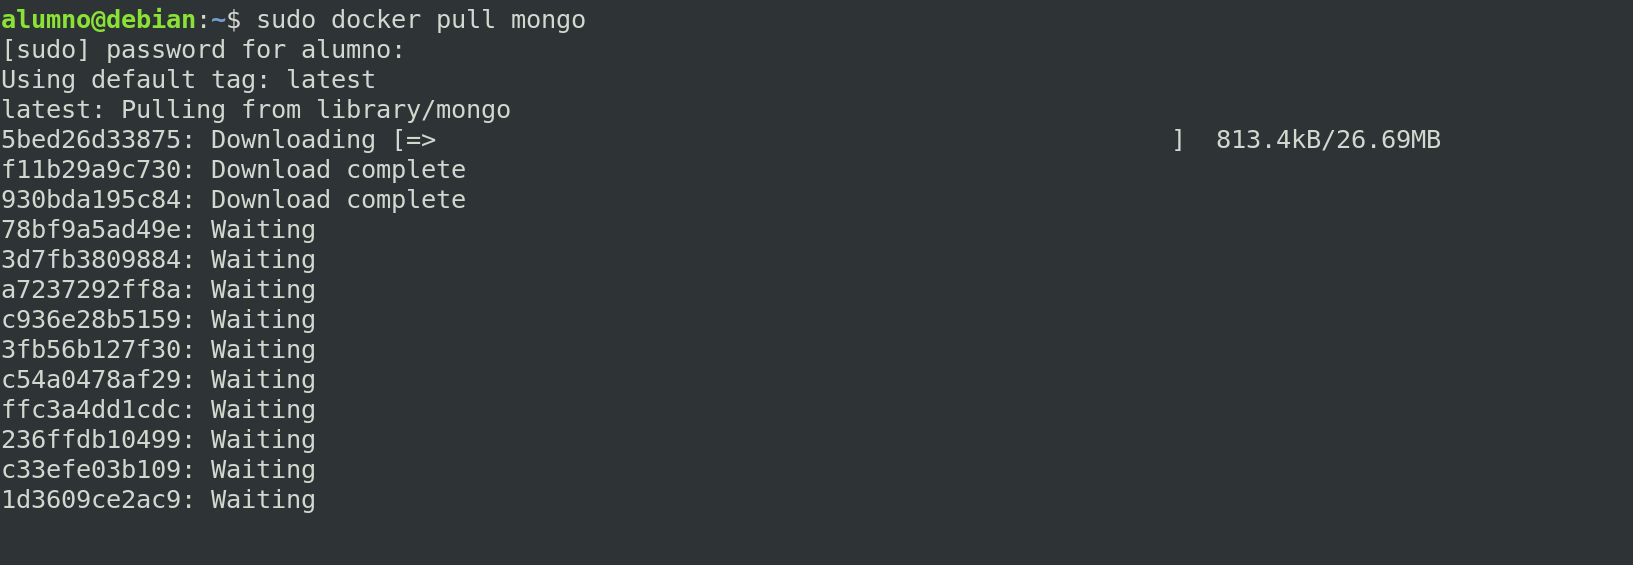 alumno@debian:~$ sudo docker pull mongo
[sudo] password for alumno:
Using default tag: latest
latest: Pulling from library/mongo
5bed26d33875: Downloading [=>                                                 ]  813.4kB/26.69MB
f11b29a9c730: Download complete
930bda195c84: Download complete
78bf9a5ad49e: Waiting
3d7fb3809884: Waiting
a7237292ff8a: Waiting
c936e28b5159: Waiting
3fb56b127f30: Waiting
c54a0478af29: Waiting
ffc3a4dd1cdc: Waiting
236ffdb10499: Waiting
c33efe03b109: Waiting
1d3609ce2ac9: Waiting